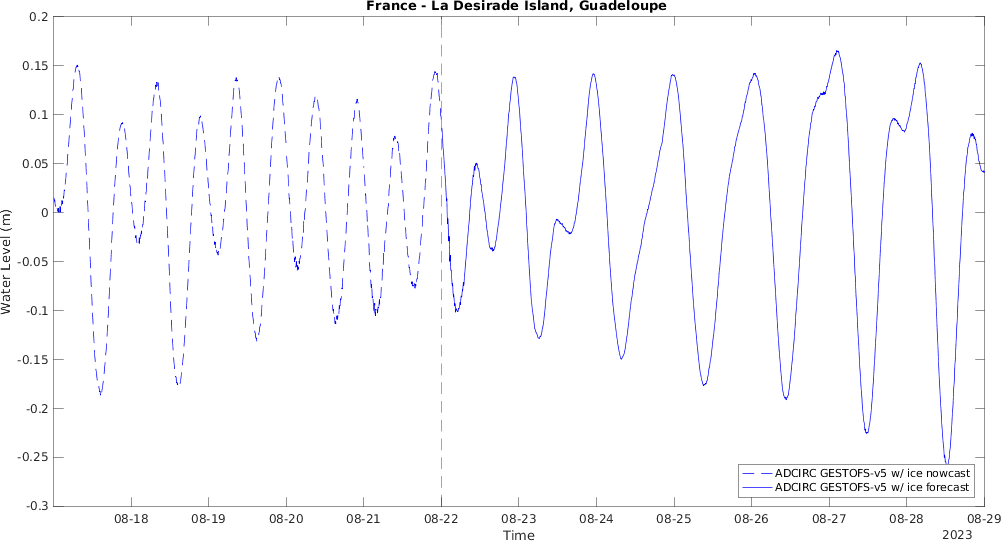 France - La Desirade Island, Guadeloupe
0.2
0.15
0.1
0.05
0
-0.05
-0.1
-0.15
-0.2
-0.25
-0.3
Water Level (m)
ADCIRC GESTOFS-v5 w/ ice nowcast
ADCIRC GESTOFS-v5 w/ ice forecast
08-18 08-19 08-20 08-21 08-22 08-23 08-24 08-25 08-26 08-27 08-28 08-29
Time
2023